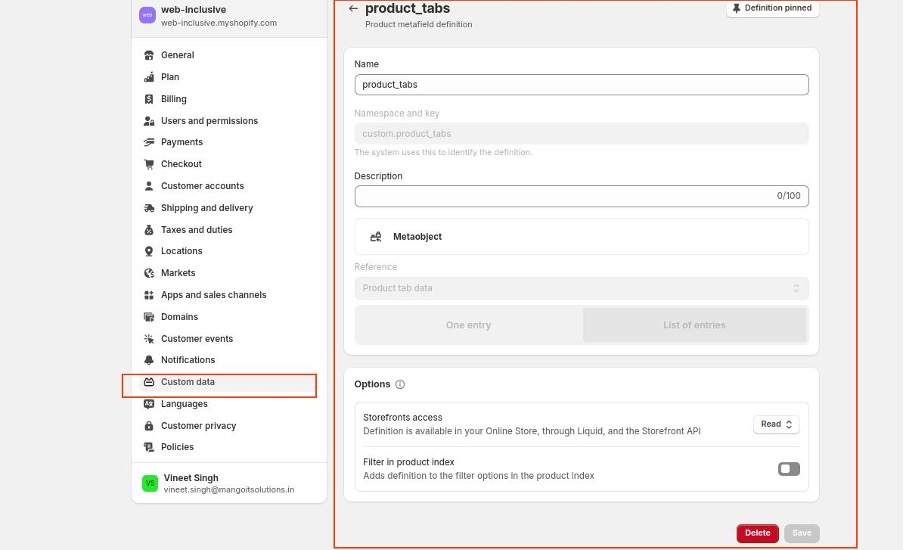 web-inclusive
web-inclusive.myshopify.com
General
Plan
Billing
Users and permissions
Payments
Checkout
Customer accounts
Shipping and delivery
Taxes and duties
Locations
Markets
Apps and sales channels
Domains
Customer events
Notifications
Custom data
Languages
Customer privacy
Policies
VS
Vineet Singh
vineet.singh@mangoitsolutions.in
product_tabs
Product metafield definition
Definition pinned
Name
product_tabs
Namespace and key
custom.product_tabs
The system uses this to identify the definition.
Description
0/100
Metaobject
Reference
Product tab data
One entry
List of entries
Options
Storefronts access
Definition is available in your Online Store, through Liquid, and the Storefront API
Read
Filter in product index
Adds definition to the filter options in the product index
Delete
Save